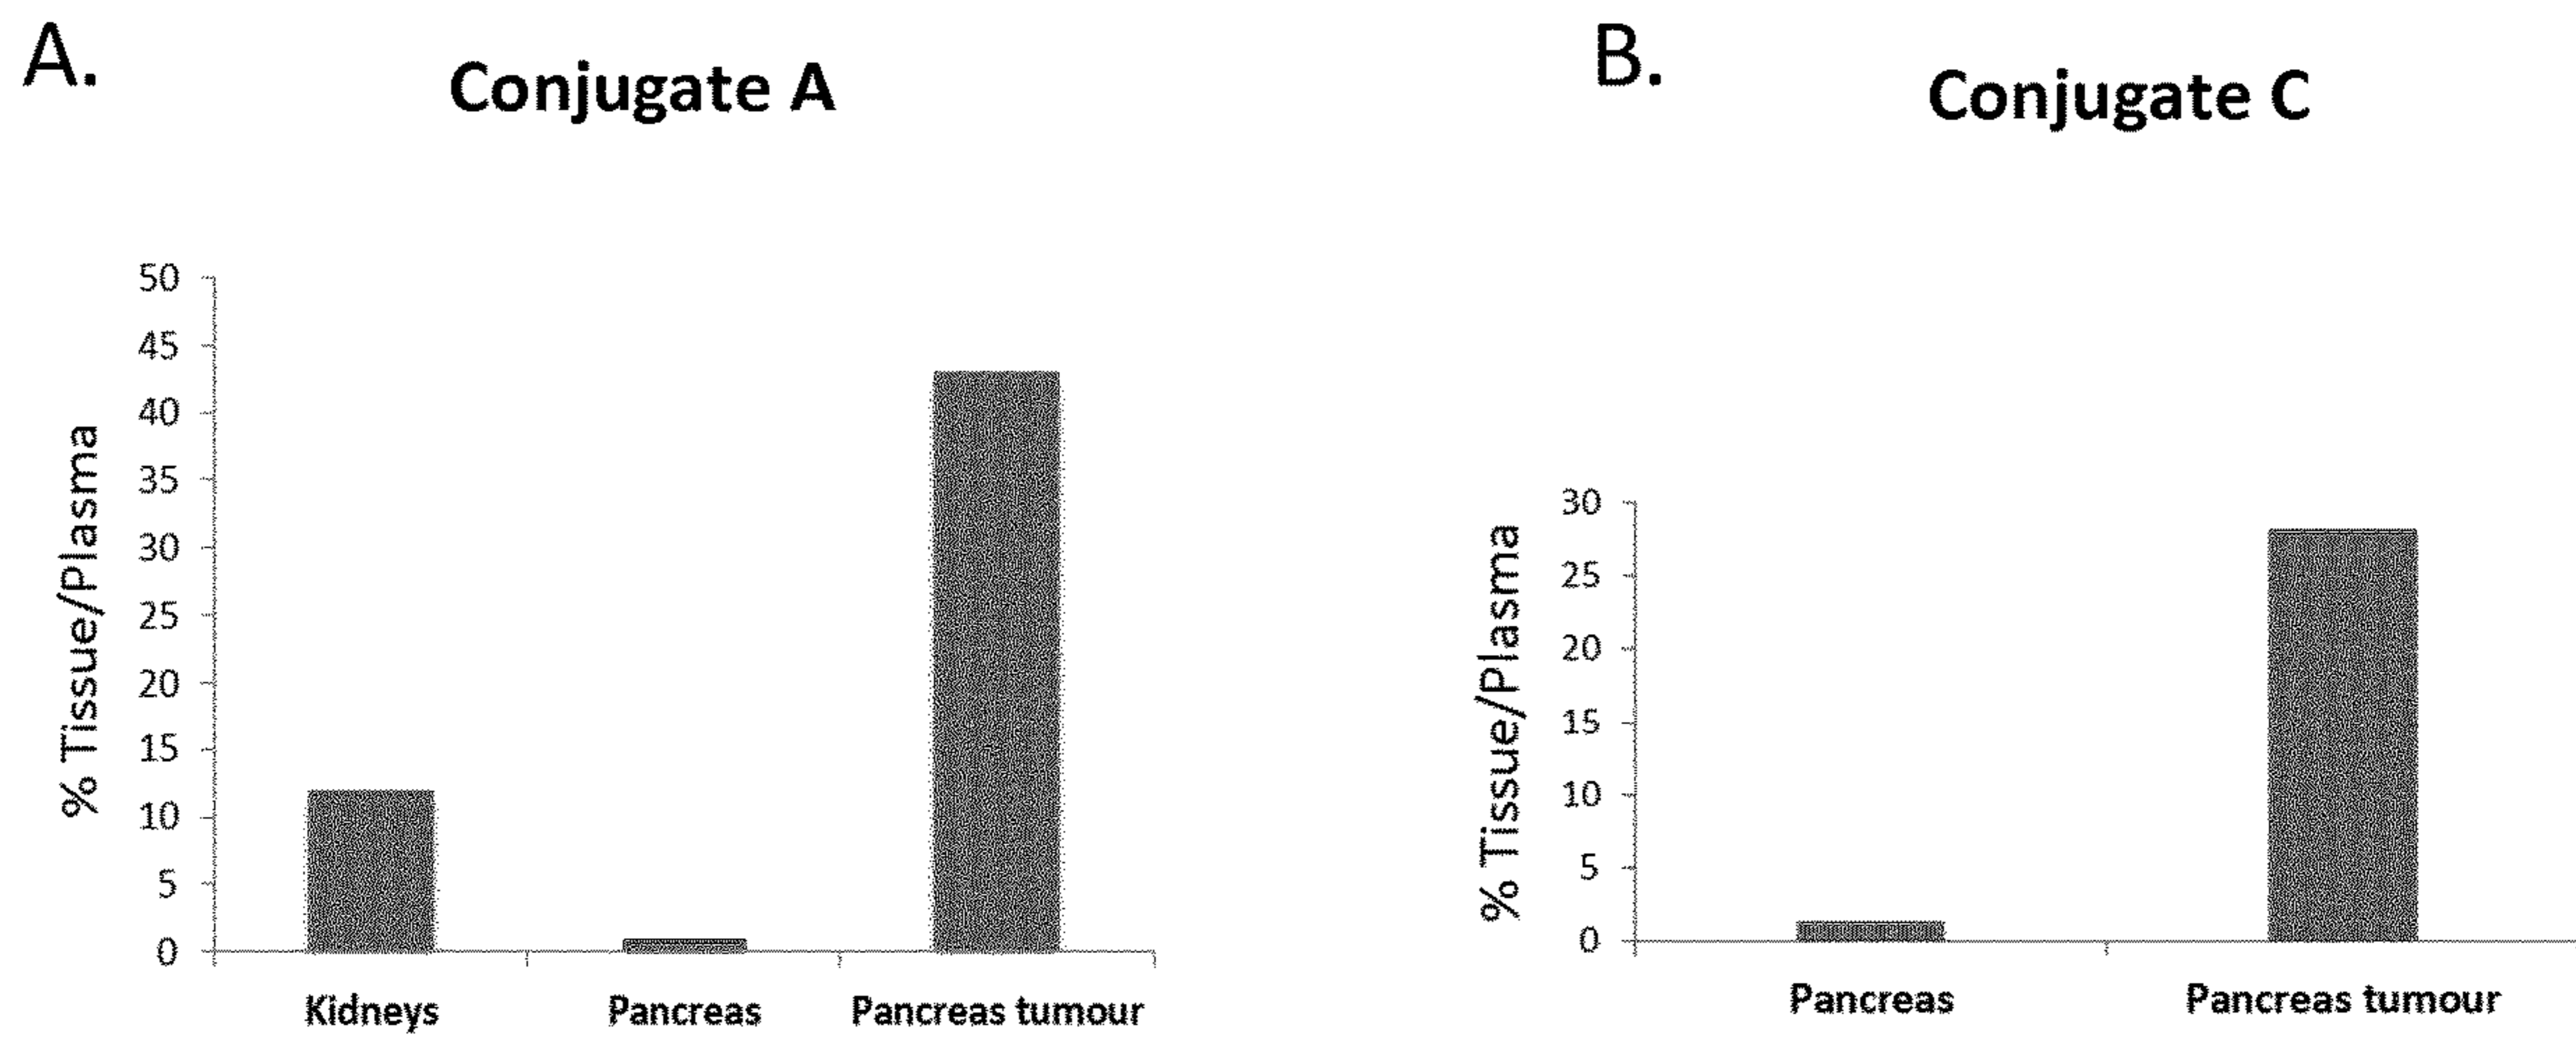 A.
Conjugate A
50
45
40
35
30
25
20
15
10
5
0
% Tissue/Plasma
Kidneys
Pancreas
Pancreas tumour
B.
Conjugate C
30
25
20
15
10
5
0
% Tissue/Plasma
Pancreas
Pancreas tumour